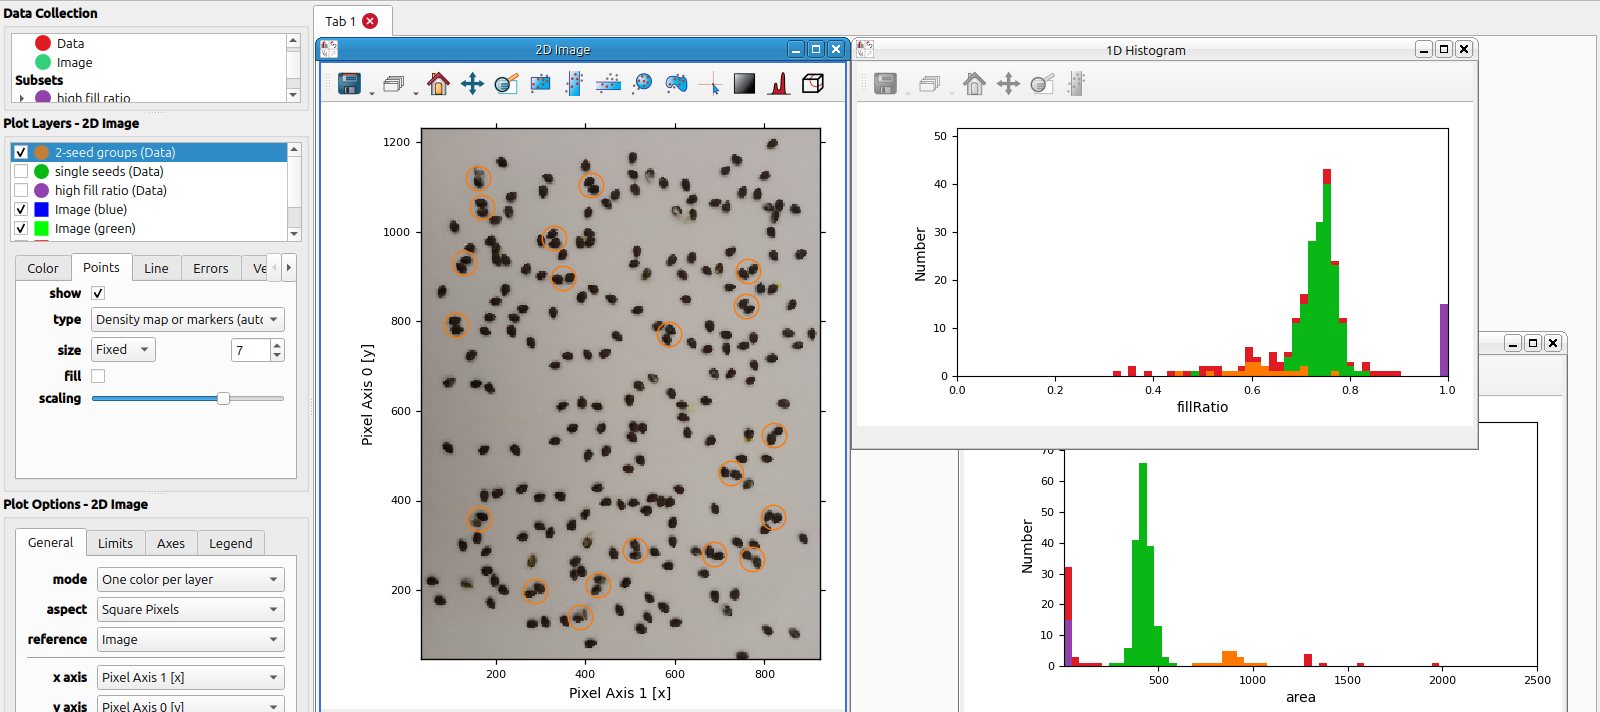 Data Collection
Data
Image
Subsets
high fill ratio
Plot Layers - 2D Image
2-seed groups (Data)
single seeds (Data)
high fill ratio (Data)
Image (blue)
Image (green)
Color Points Line Errors Ve
show
type Density map or markers (auto
size Fixed 7
fill
scaling
Plot Options - 2D Image
General Limits Axes Legend
mode One color per layer
aspect Square Pixels
reference Image
x axis Pixel Axis 1 [x]
y axis Pixel Axis 0 [y]
Tab 1
2D Image
1200
1000
800
600
400
200
Pixel Axis 0 [y]
200 400 600 800
Pixel Axis 1 [x]
1D Histogram
50
40
30
20
10
0
Number
0.0 0.2 0.4 0.6 0.8 1.0
fillRatio
70
60
50
40
30
20
10
0
Number
500 1000 1500 2000 2500
area